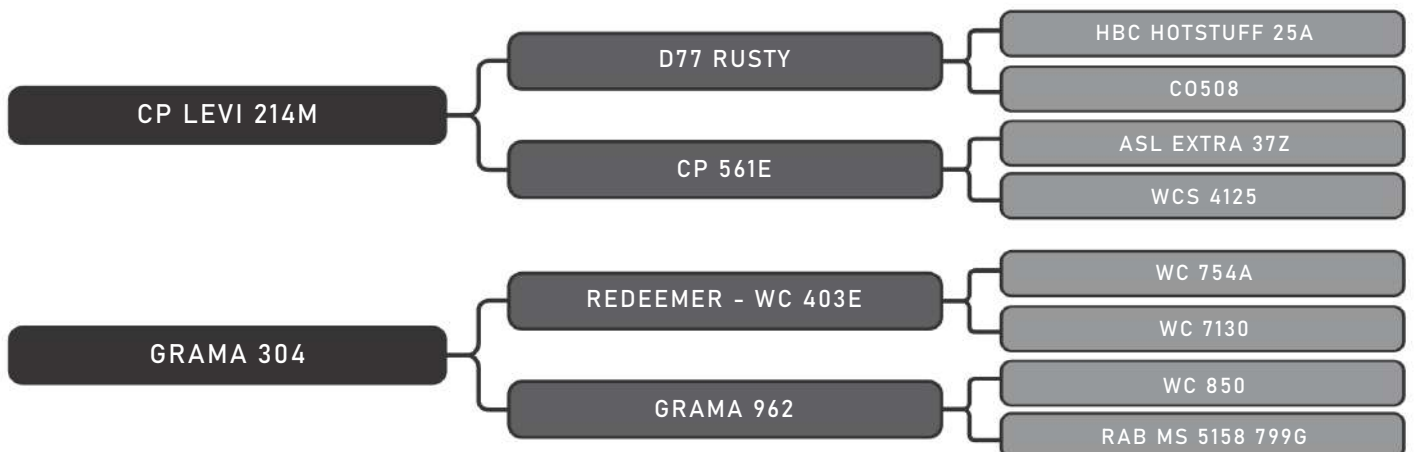 CP LEVI 214M
D77 RUSTY
CP 561E
HBC HOTSTUFF 25A
CO508
ASL EXTRA 37Z
WCS 4125
GRAMA 304
REDEEMER - WC 403E
GRAMA 962
WC 754A
WC 7130
WC 850
RAB MS 5158 799G